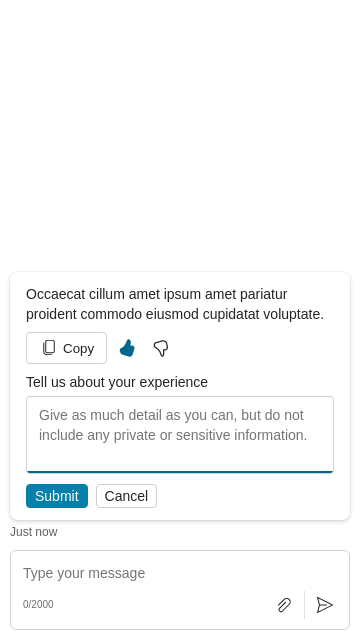 Occaecat cillum amet ipsum amet pariatur
proident commodo eiusmod cupidatat voluptate.
Copy
Tell us about your experience
Give as much detail as you can, but do not
include any private or sensitive information.
Submit Cancel
Just now
Type your message
0/2000